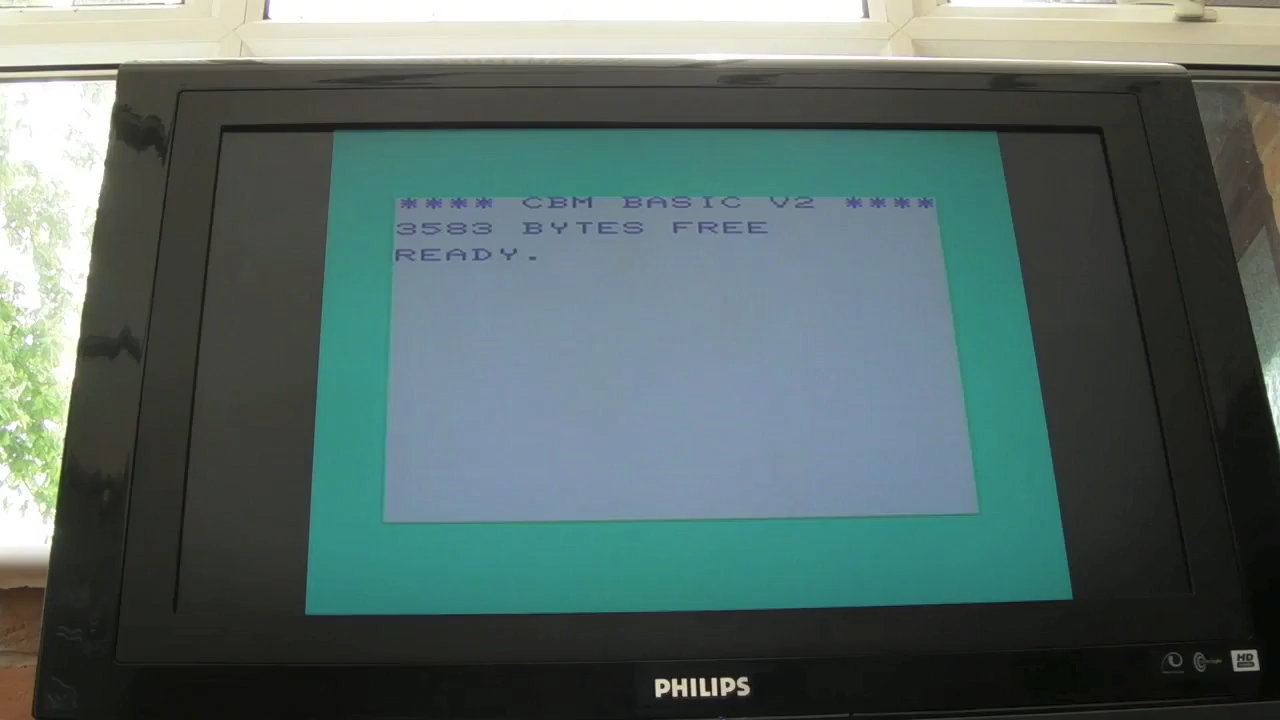 **** CBM BASIC V2 ****
3583 BYTES FREE
READY.
PHILIPS
HD